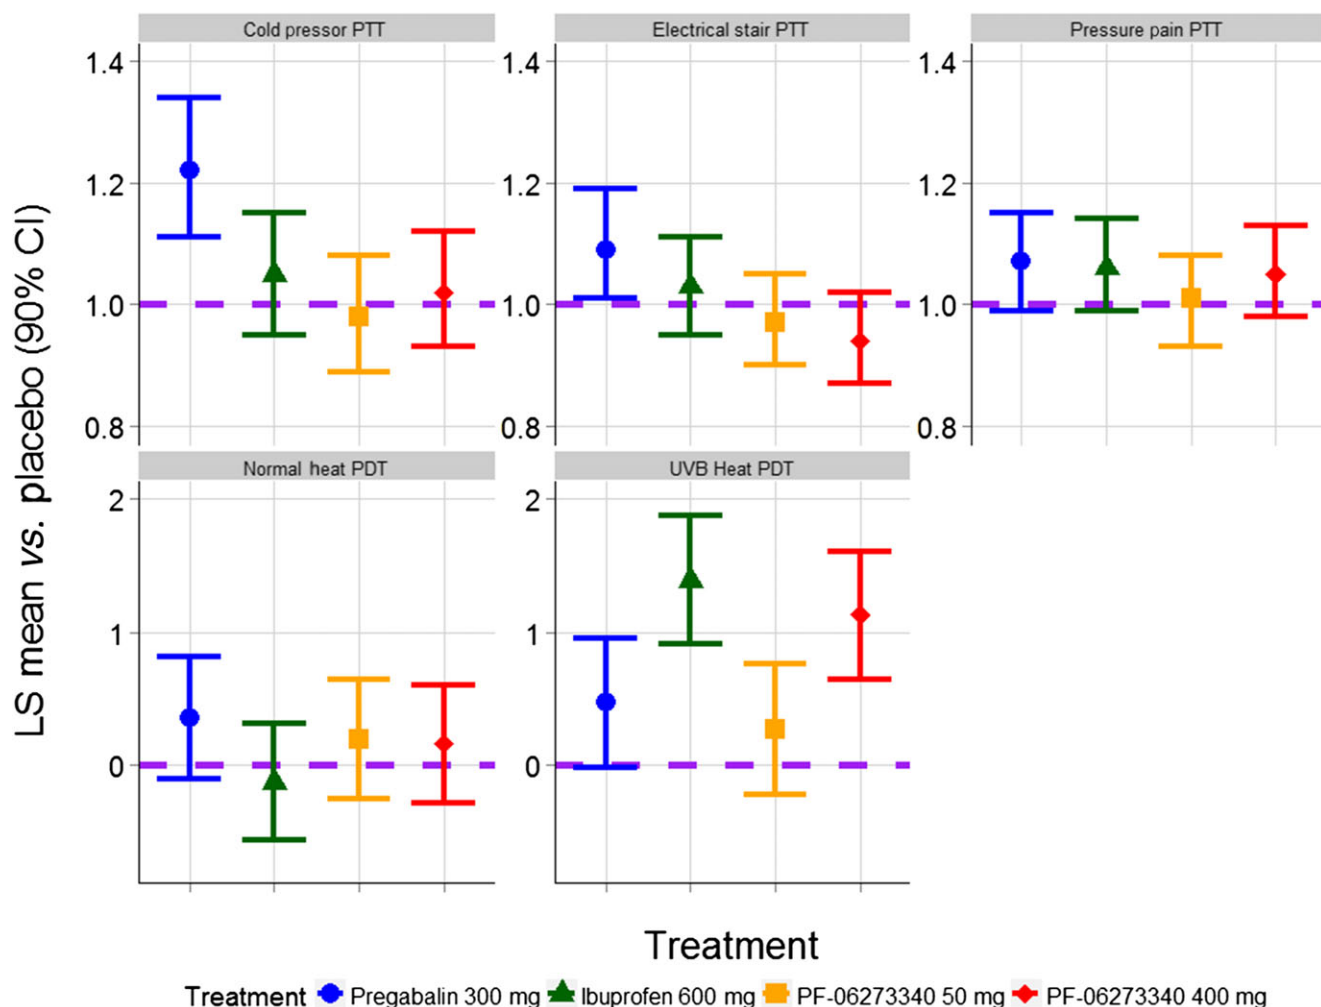 Cold pressor PTT
Electrical stair PTT
Pressure pain PTT
1.4
1.2
1.0
0.8
1.4
1.2
1.0
0.8
1.4
1.2
1.0
0.8
LS mean vs. placebo (90% CI)
Normal heat PDT
UVB Heat PDT
2
1
0
2
1
0
Treatment
Treatment Pregabalin 300 mg Ibuprofen 600 mg PF-06273340 50 mg PF-06273340 400 mg